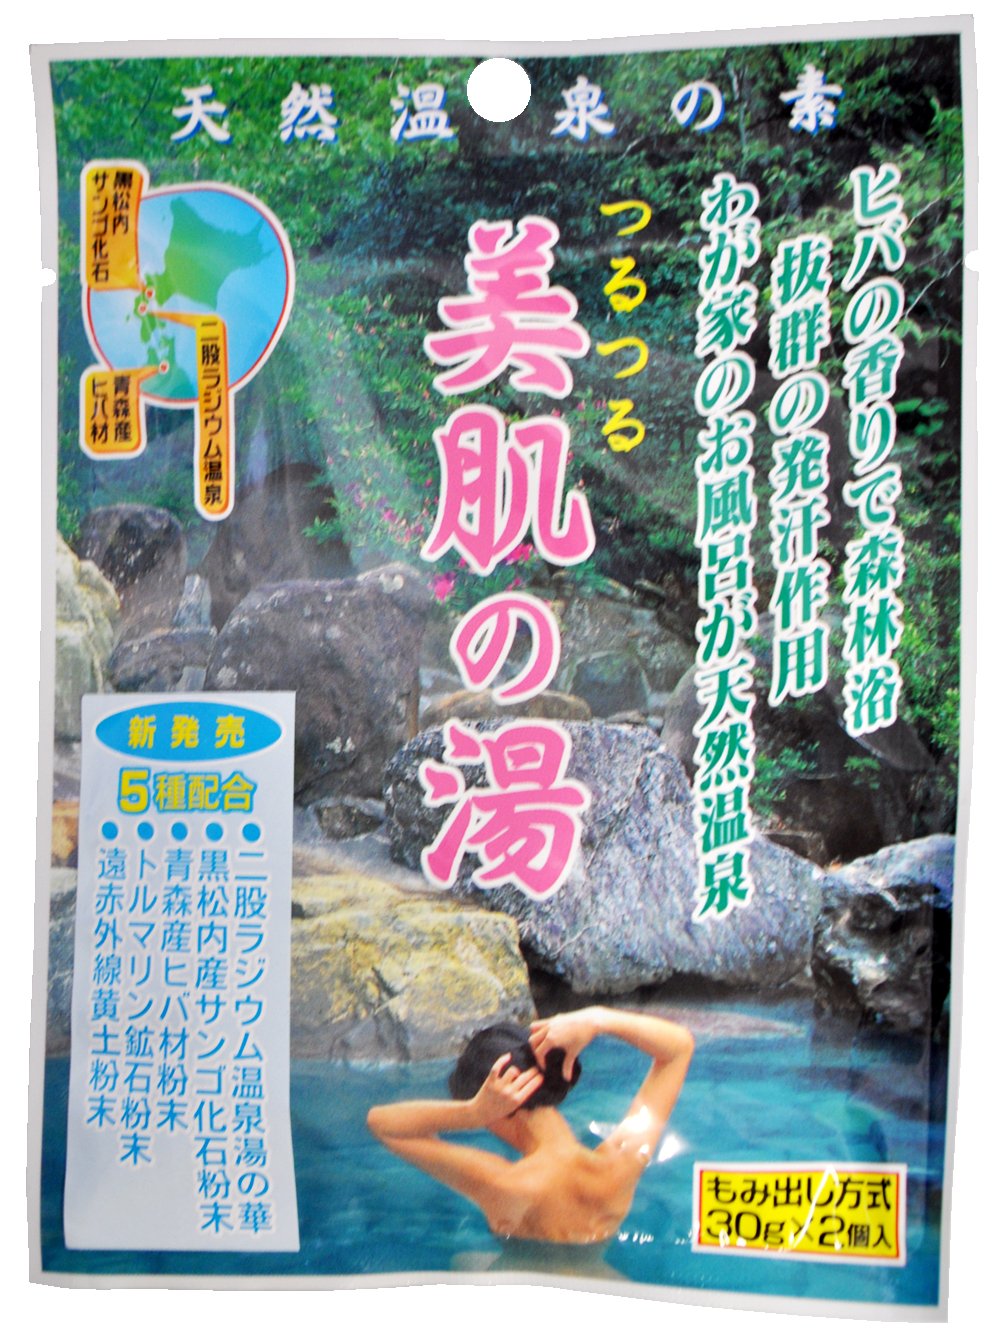 天然温泉の素
ヒバの香りで森林浴
抜群の発汗作用
わが家のお風呂が天然温泉
つるつる
美肌の湯
黒松内
サンゴ化石
二股ラジウム温泉
青森産
ヒバ材
新発売
5種配合
●二股ラジウム温泉湯の華
●黒松内産サンゴ化石粉末
●青森産ヒバ材粉末
●トルマリン鉱石粉末
●遠赤外線黄土粉末
もみ出し方式
30g×2個入